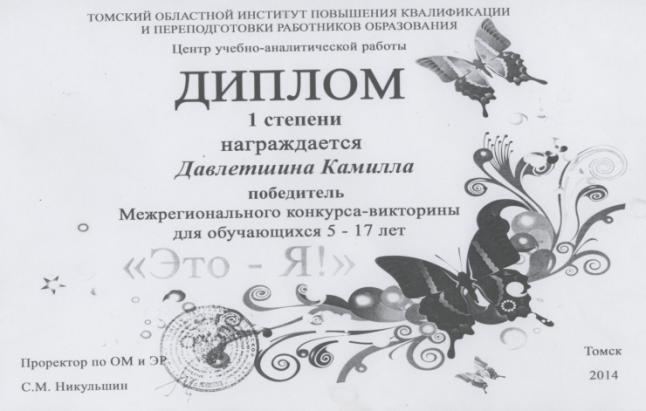 ТОМСКИЙ ОБЛАСТНОЙ ИНСТИТУТ ПОВЫШЕНИЯ КВАЛИФИКАЦИИ
И ПЕРЕПОДГОТОВКИ РАБОТНИКОВ ОБРАЗОВАНИЯ
Центр учебно-аналитической работы
ДИПЛОМ
1 степени
награждается
Давлетшина Камилла
победитель
Межрегионального конкурса-викторины
для обучающихся 5 - 17 лет
«Это - Я!»
Проректор по ОМ и ЭР
С.М. Никульшин
Томск
2014